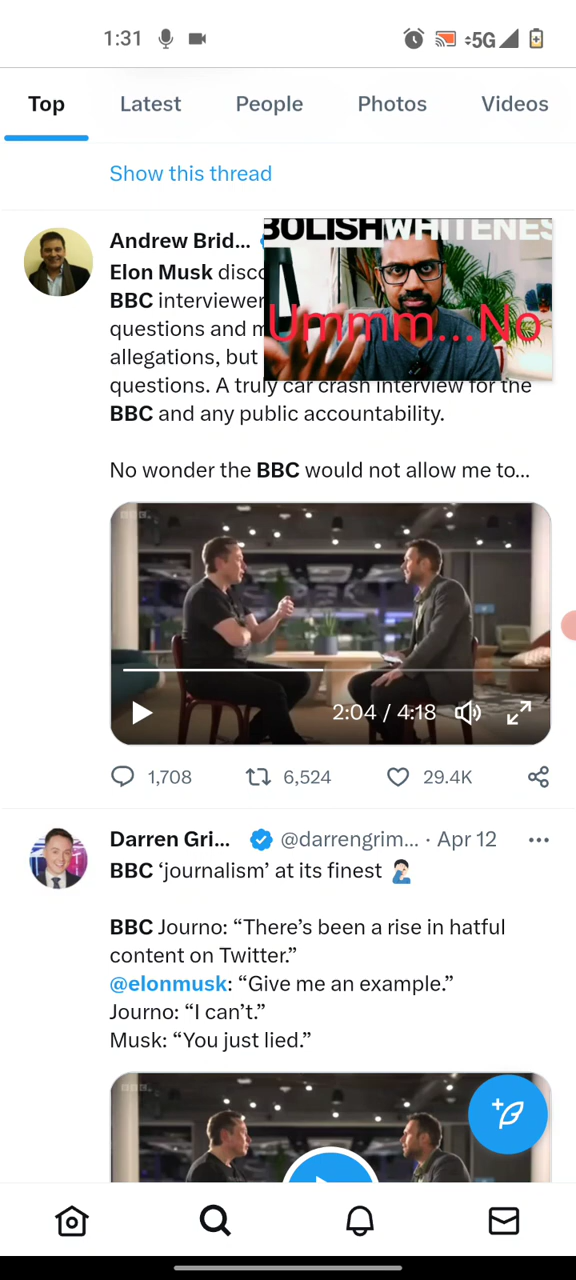 1:31
5G
Top Latest People Photos Videos
Show this thread
Andrew Brid...
BOLISHWHITENES
Elon Musk disc
BBC interviewer
Ummm...No
questions and m
allegations, but
questions. A truly car crash interview for the
BBC and any public accountability.
No wonder the BBC would not allow me to...
BBC
2:04 / 4:18
1,708 6,524 29.4K
Darren Gri... @darrengrim... · Apr 12
BBC ‘journalism’ at its finest
BBC Journo: “There’s been a rise in hatful
content on Twitter.”
@elonmusk: “Give me an example.”
Journo: “I can’t.”
Musk: “You just lied.”
BBC